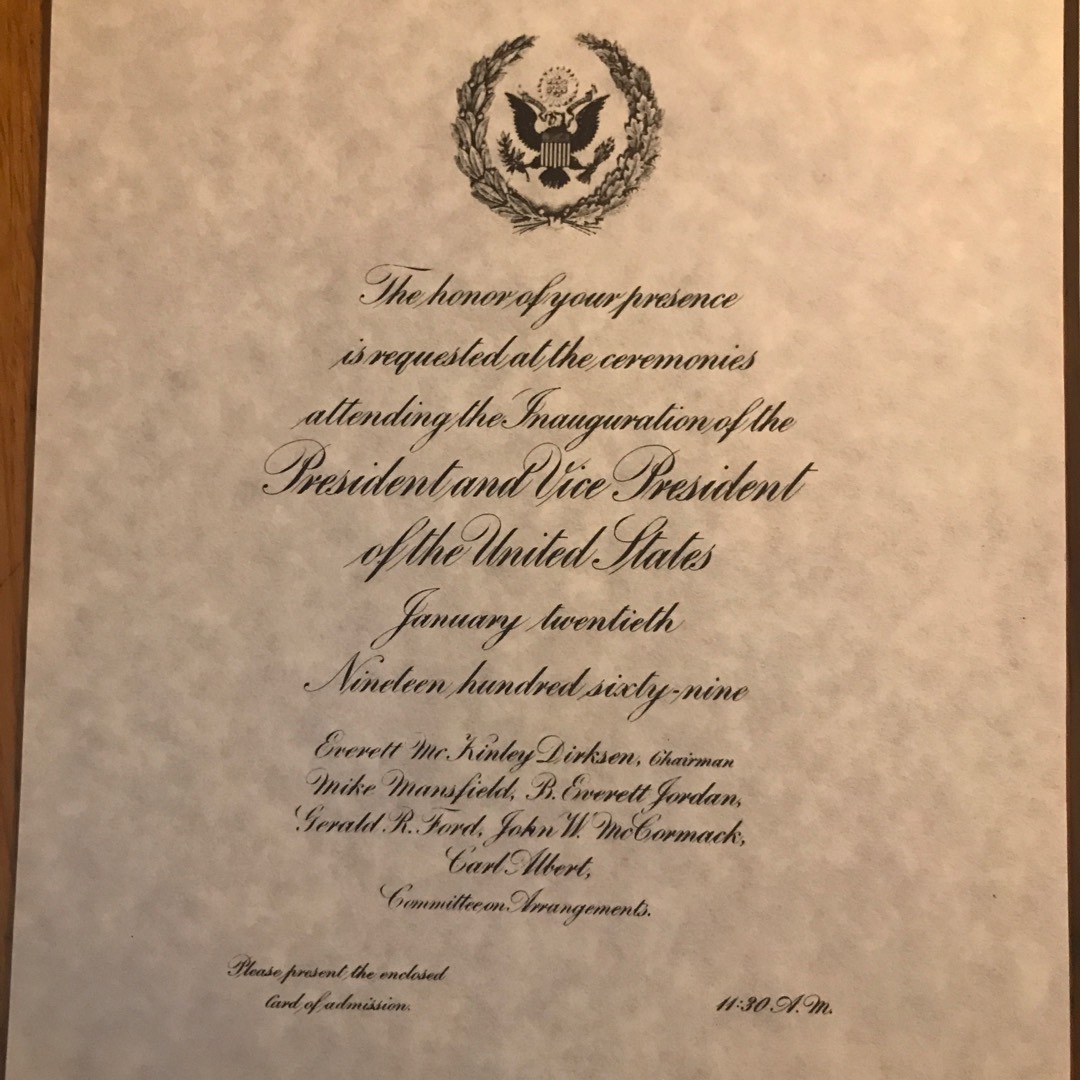 The honor of your presence
is requested at the ceremonies
attending the Inauguration of the
President and Vice President
of the United States
January twentieth
Nineteen hundred sixty-nine
Everett McKinley Dirksen, Chairman
Mike Mansfield, B. Everett Jordan,
Gerald R. Ford, John W. McCormack,
Carl Albert,
Committee on Arrangements.
Please present the enclosed
Card of admission.
11:30 A.M.